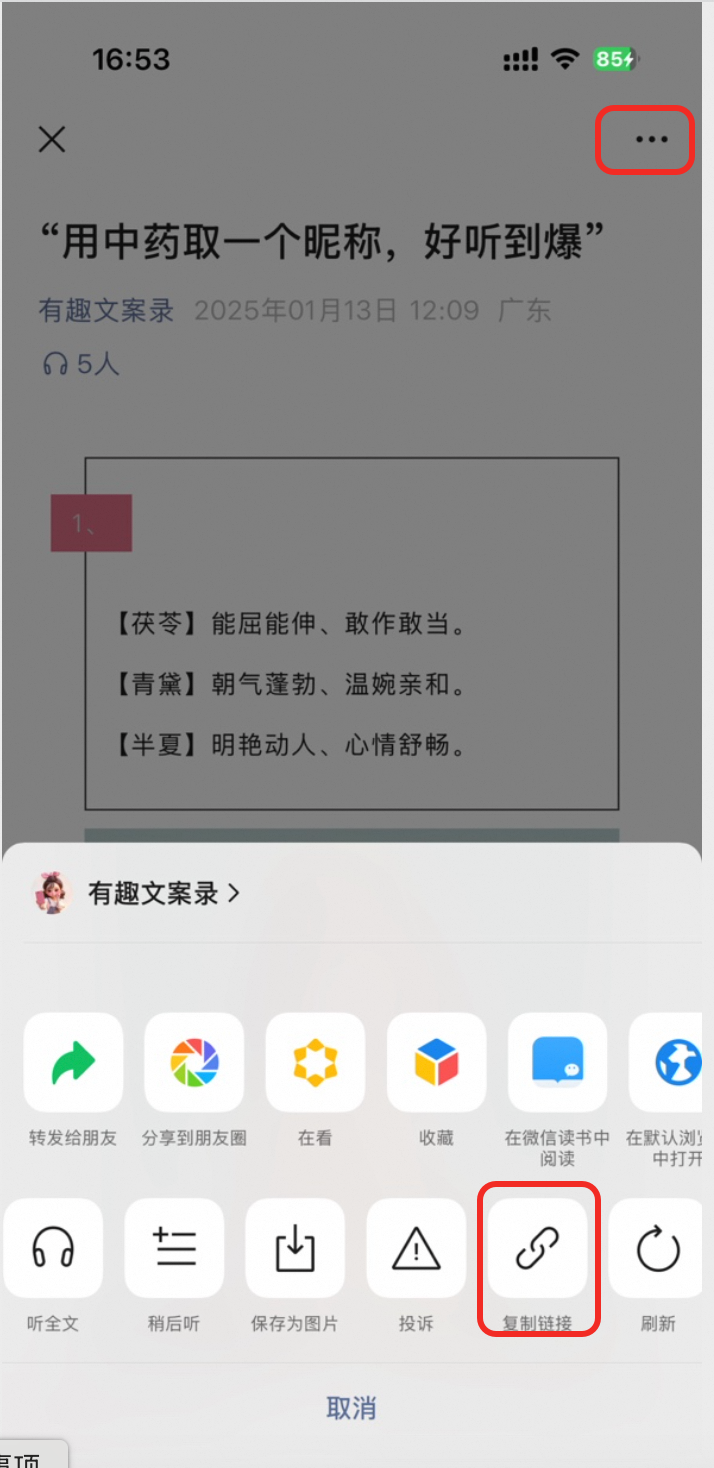 16:53
85
“用中药取一个昵称，好听到爆”
有趣文案录 2025年01月13日 12:09 广东
5人
1、
【茯苓】能屈能伸、敢作敢当。
【青黛】朝气蓬勃、温婉亲和。
【半夏】明艳动人、心情舒畅。
有趣文案录
转发给朋友 分享到朋友圈 在看 收藏 在微信读书中 在默认浏
阅读 中打开
听全文 稍后听 保存为图片 投诉 复制链接 刷新
取消
事项